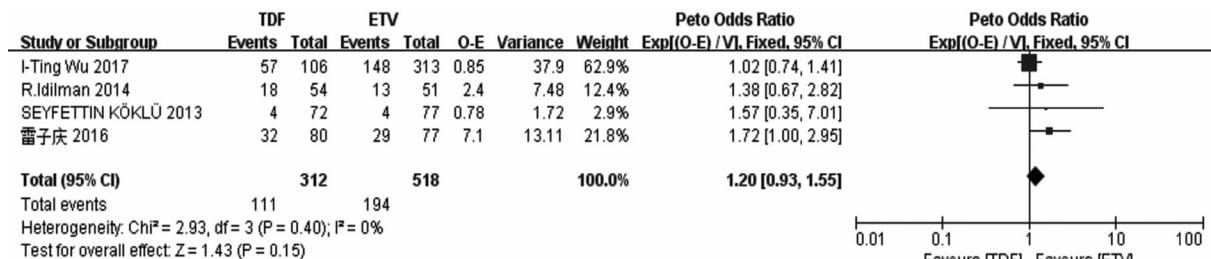 TDF ETV Peto Odds Ratio Peto Odds Ratio
Study or Subgroup Events Total Events Total O-E Variance Weight Exp[(O-E) / V], Fixed, 95% CI Exp[(O-E) / V], Fixed, 95% CI
I-Ting Wu 2017 57 106 148 313 0.85 37.9 62.9% 1.02 [0.74, 1.41]
R.Idilman 2014 18 54 13 51 2.4 7.48 12.4% 1.38 [0.67, 2.82]
SEYFETTIN KÖKLÜ 2013 4 72 4 77 0.78 1.72 2.9% 1.57 [0.35, 7.01]
雷子庆 2016 32 80 29 77 7.1 13.11 21.8% 1.72 [1.00, 2.95]
Total (95% CI) 312 518 100.0% 1.20 [0.93, 1.55]
Total events 111 194
Heterogeneity: Chi² = 2.93, df = 3 (P = 0.40); I² = 0%
Test for overall effect: Z = 1.43 (P = 0.15)
0.01 0.1 1 10 100
Favours [TDF] Favours [ETV]